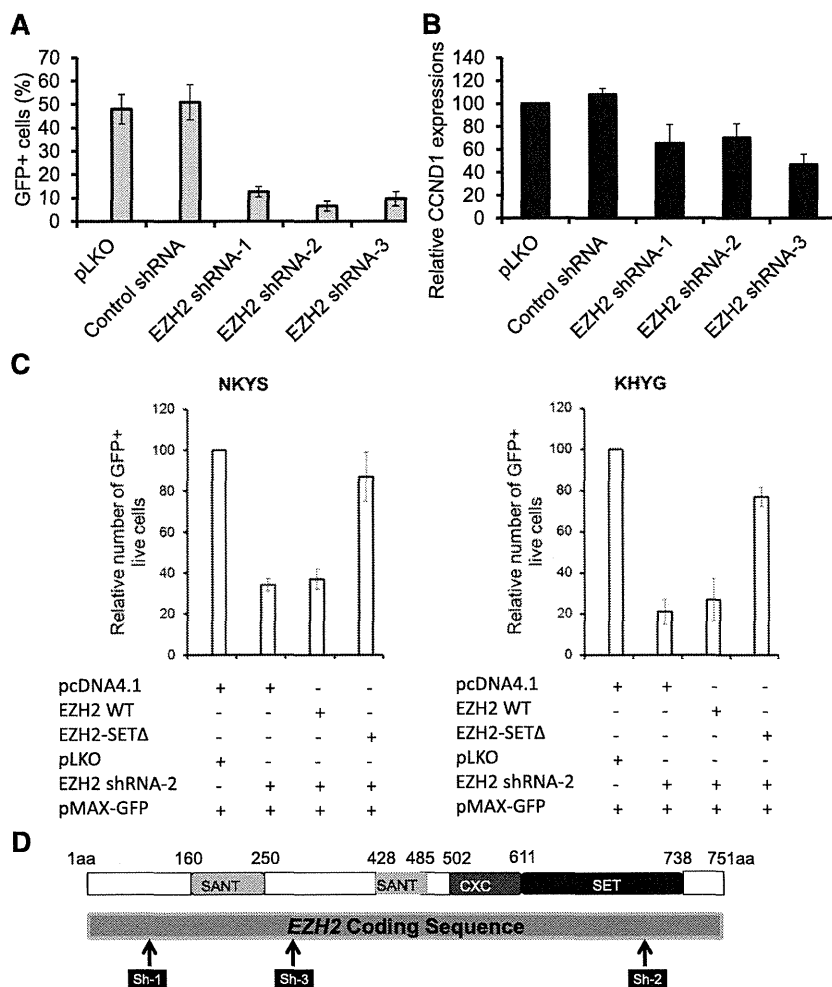 A
GFP+ cells (%)
70
60
50
40
30
20
10
0
pLKO
Control shRNA
EZH2 shRNA-1
EZH2 shRNA-2
EZH2 shRNA-3
B
Relative CCND1 expressions
140
120
100
80
60
40
20
0
pLKO
Control shRNA
EZH2 shRNA-1
EZH2 shRNA-2
EZH2 shRNA-3
C
NKYS
Relative number of GFP+
live cells
120
100
80
60
40
20
0
pcDNA4.1 + + - -
EZH2 WT - - + -
EZH2-SETΔ - - - +
pLKO + - - -
EZH2 shRNA-2 - + + +
pMAX-GFP + + + +
KHYG
Relative number of GFP+
live cells
120
100
80
60
40
20
0
pcDNA4.1 + + - -
EZH2 WT - - + -
EZH2-SETΔ - - - +
pLKO + - - -
EZH2 shRNA-2 - + + +
pMAX-GFP + + + +
D
1aa 160 250 428 485 502 611 738 751aa
SANT SANT CXC SET
EZH2 Coding Sequence
Sh-1 Sh-3 Sh-2